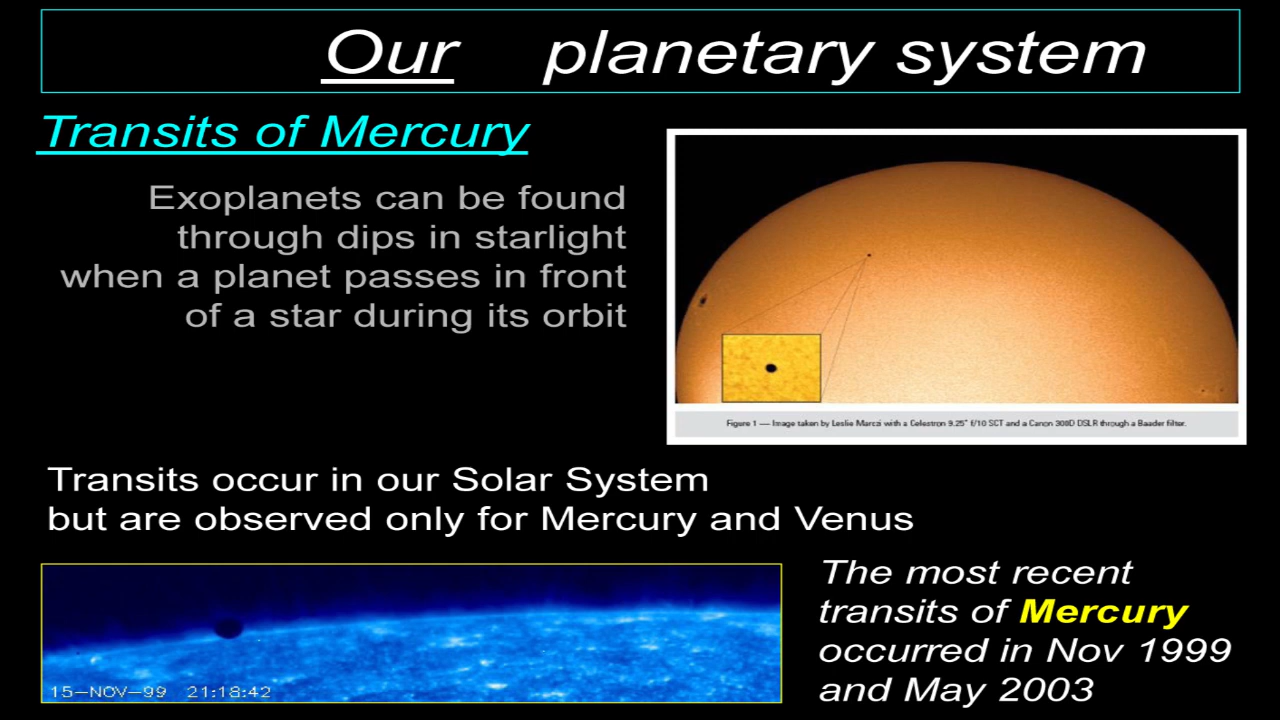 Our planetary system
Transits of Mercury
Exoplanets can be found
through dips in starlight
when a planet passes in front
of a star during its orbit
Figure 1 — Image taken by Leslie Marczi with a Celestron 9.25" f/10 SCT and a Canon 300D DSLR through a Baader filter.
Transits occur in our Solar System
but are observed only for Mercury and Venus
The most recent
transits of Mercury
occurred in Nov 1999
and May 2003
15-NOV-99 21:18:42